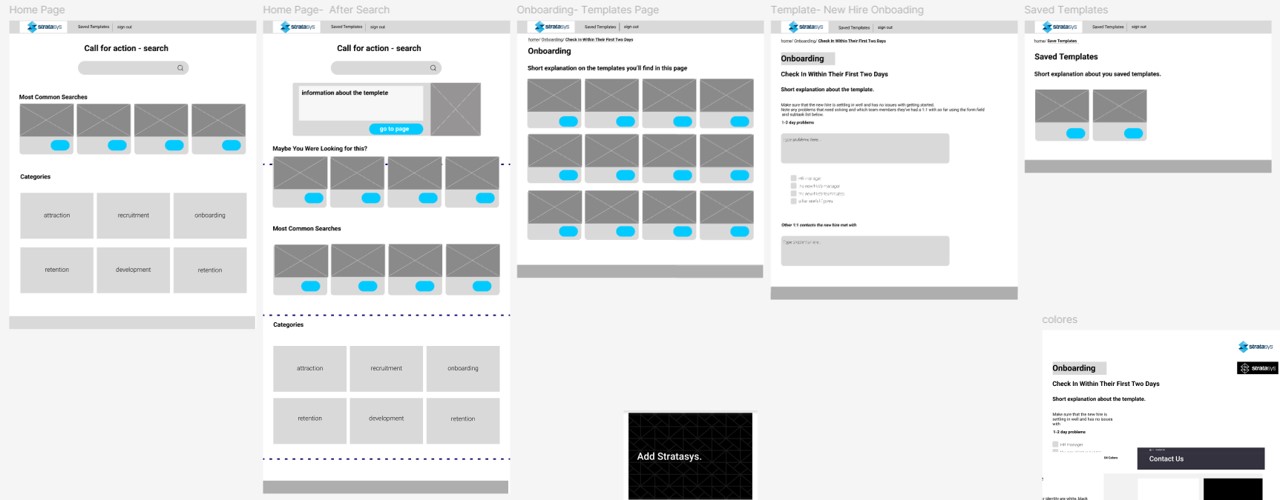 Home Page
stratasys
Saved Templates
sign out
Call for action - search
Most Common Searches
Categories
attraction
recruitment
onboarding
retention
development
retention
Home Page- After Search
stratasys
Saved Templates
sign out
Call for action - search
information about the templete
go to page
Maybe You Were Looking for this?
Most Common Searches
Categories
attraction
recruitment
onboarding
retention
development
retention
Onboarding- Templates Page
stratasys
Saved Templates
sign out
home/ Onboarding/ Check In Within Their First Two Days
Onboarding
Short explanation on the templates you'll find in this page
Add Stratasys.
Template- New Hire Onboading
stratasys
Saved Templates
sign out
home/ Onboarding/ Check In Within Their First Two Days
Onboarding
Check In Within Their First Two Days
Short explanation about the template.
Make sure that the new hire is settling in well and has no issues with getting started.
Note any problems that need solving and which team members they've had a 1:1 with so far using the form field
and subtask list below.
1-3 day problems
HR manager
Other 1:1 contacts the new hire met with
Saved Templates
stratasys
Saved Templates
sign out
home/ Save Templates
Saved Templates
Short explanation about you saved templates.
colores
stratasys
stratasys
Onboarding
Check In Within Their First Two Days
Short explanation about the template.
Make sure that the new hire is
settling in well and has no issues
with
1-3 day problems
HR manager
Contact Us